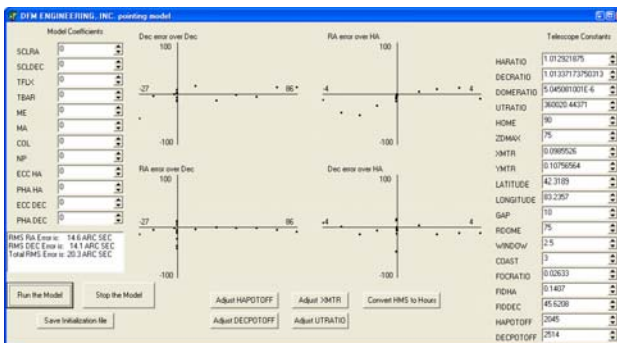 DFM ENGINEERING, INC. pointing model
Model Coefficients
SCLRA 0
SCLDEC 0
TFLX 0
TBAR 0
ME 0
MA 0
COL 0
NP 0
ECC HA 0
PHA HA 0
ECC DEC 0
PHA DEC 0
RMS RA Error is: 14.6 ARC SEC
RMS DEC Error is: 14.1 ARC SEC
Total RMS Error is: 20.3 ARC SEC
Run the Model
Stop the Model
Save Initialization file
Dec error over Dec
100
-27
86
-100
RA error over HA
100
-4
4
-100
RA error over Dec
100
-27
86
-100
Dec error over HA
100
-4
4
-100
Adjust HAPOTOFF
Adjust XMTR
Convert HMS to Hours
Adjust DECPOTOFF
Adjust UTRATIO
Telescope Constants
HARATIO 1.012921875
DECRATIO 1.01337173750313
DOMERATIO 5.045081001E-6
UTRATIO 360020.44371
HOME 90
ZDMAX 75
XMTR 0.0985526
YMTR 0.10756564
LATITUDE 42.3189
LONGITUDE 83.2357
GAP 10
RDOME 75
WINDOW 2.5
COAST 3
FOCRATIO 0.02633
FIDHA 0.1407
FIDDEC 45.6208
HAPOTOFF 2045
DECPOTOFF 2514